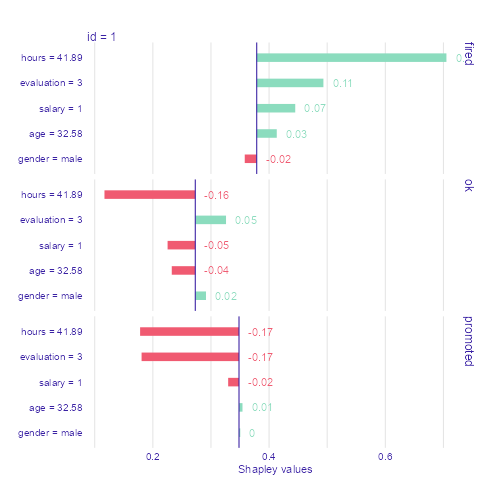 id = 1
fired
hours = 41.89
0
evaluation = 3
0.11
salary = 1
0.07
age = 32.58
0.03
gender = male
-0.02
ok
hours = 41.89
-0.16
evaluation = 3
0.05
salary = 1
-0.05
age = 32.58
-0.04
gender = male
0.02
promoted
hours = 41.89
-0.17
evaluation = 3
-0.17
salary = 1
-0.02
age = 32.58
0.01
gender = male
0
0.2
0.4
0.6
Shapley values